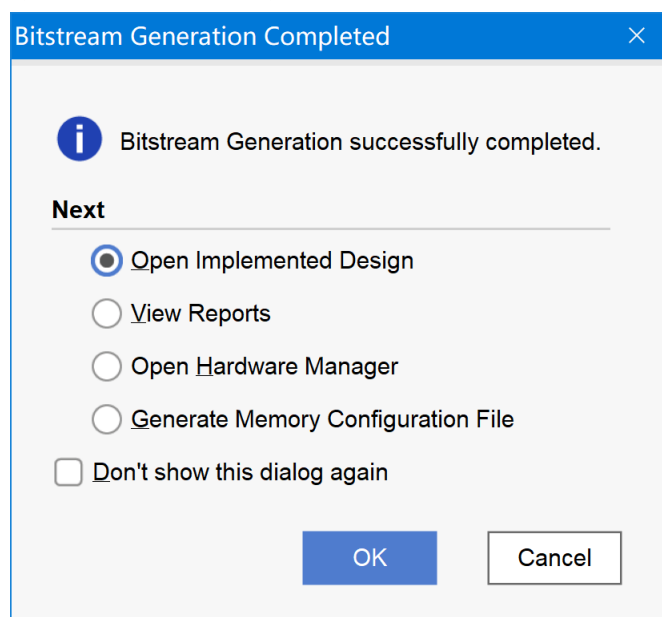 Bitstream Generation Completed
Bitstream Generation successfully completed.
Next
Open Implemented Design
View Reports
Open Hardware Manager
Generate Memory Configuration File
Don't show this dialog again
OK
Cancel